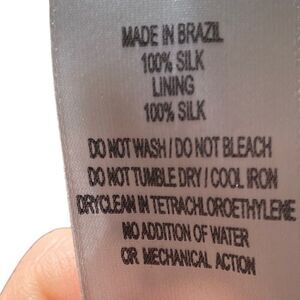 MADE IN BRAZIL
100% SILK
LINING
100% SILK
DO NOT WASH / DO NOT BLEACH
DO NOT TUMBLE DRY / COOL IRON
DRYCLEAN IN TETRACHLOROETHYLENE
NO ADDITION OF WATER
OR MECHANICAL ACTION